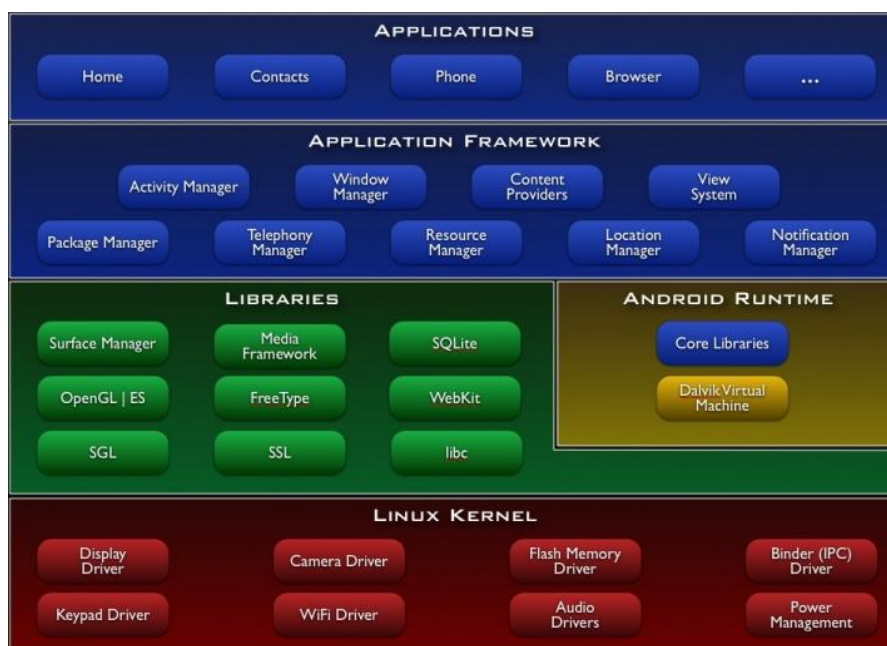 APPLICATIONS
Home
Contacts
Phone
Browser
...
APPLICATION FRAMEWORK
Activity Manager
Window
Manager
Content
Providers
View
System
Package Manager
Telephony
Manager
Resource
Manager
Location
Manager
Notification
Manager
LIBRARIES
Surface Manager
Media
Framework
SQLite
OpenGL | ES
FreeType
WebKit
SGL
SSL
libc
ANDROID RUNTIME
Core Libraries
Dalvik Virtual
Machine
LINUX KERNEL
Display
Driver
Camera Driver
Flash Memory
Driver
Binder (IPC)
Driver
Keypad Driver
WiFi Driver
Audio
Drivers
Power
Management